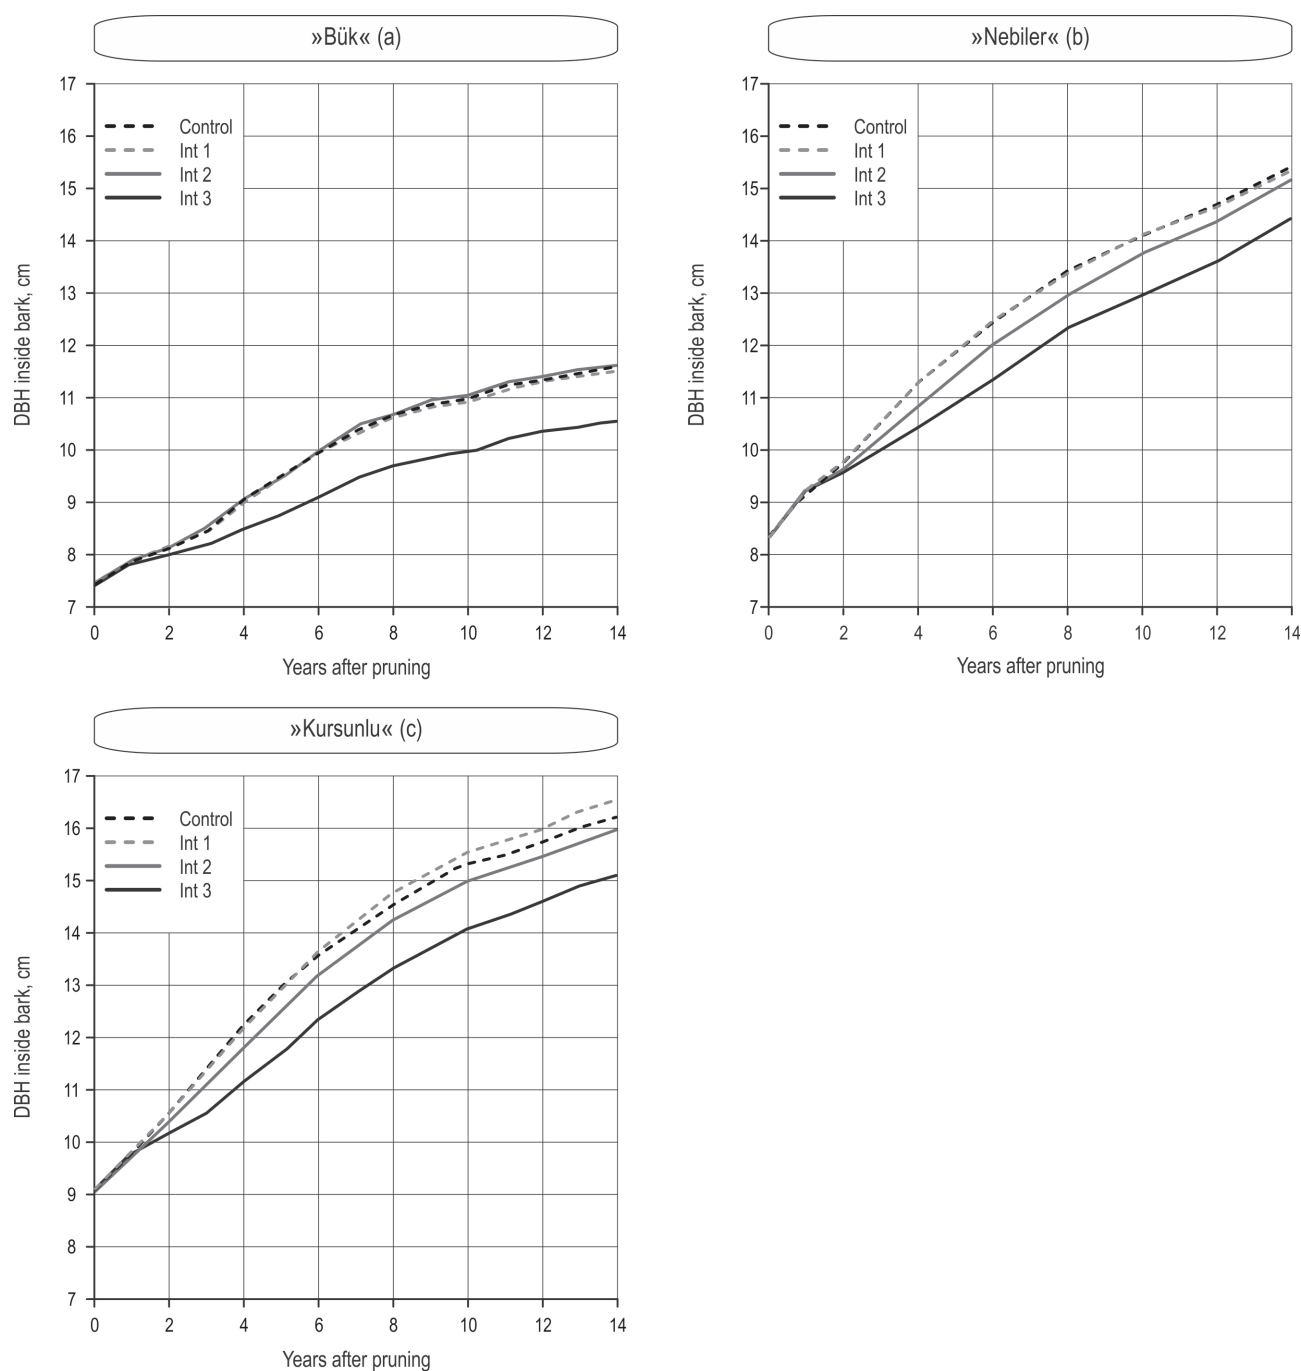 »Bük« (a)
17
16
15
14
13
12
11
10
9
8
7
Control
Int 1
Int 2
Int 3
DBH inside bark, cm
0 2 4 6 8 10 12 14
Years after pruning
»Nebiler« (b)
17
16
15
14
13
12
11
10
9
8
7
Control
Int 1
Int 2
Int 3
DBH inside bark, cm
0 2 4 6 8 10 12 14
Years after pruning
»Kursunlu« (c)
17
16
15
14
13
12
11
10
9
8
7
Control
Int 1
Int 2
Int 3
DBH inside bark, cm
0 2 4 6 8 10 12 14
Years after pruning